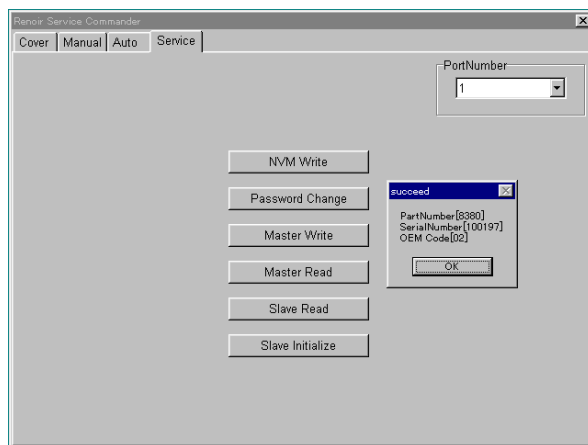 Renoir Service Commander
Cover Manual Auto Service
PortNumber
1
NVM Write
Password Change
Master Write
Master Read
Slave Read
Slave Initialize
succeed
PartNumber[8380]
SerialNumber[100197]
OEM Code[02]
OK